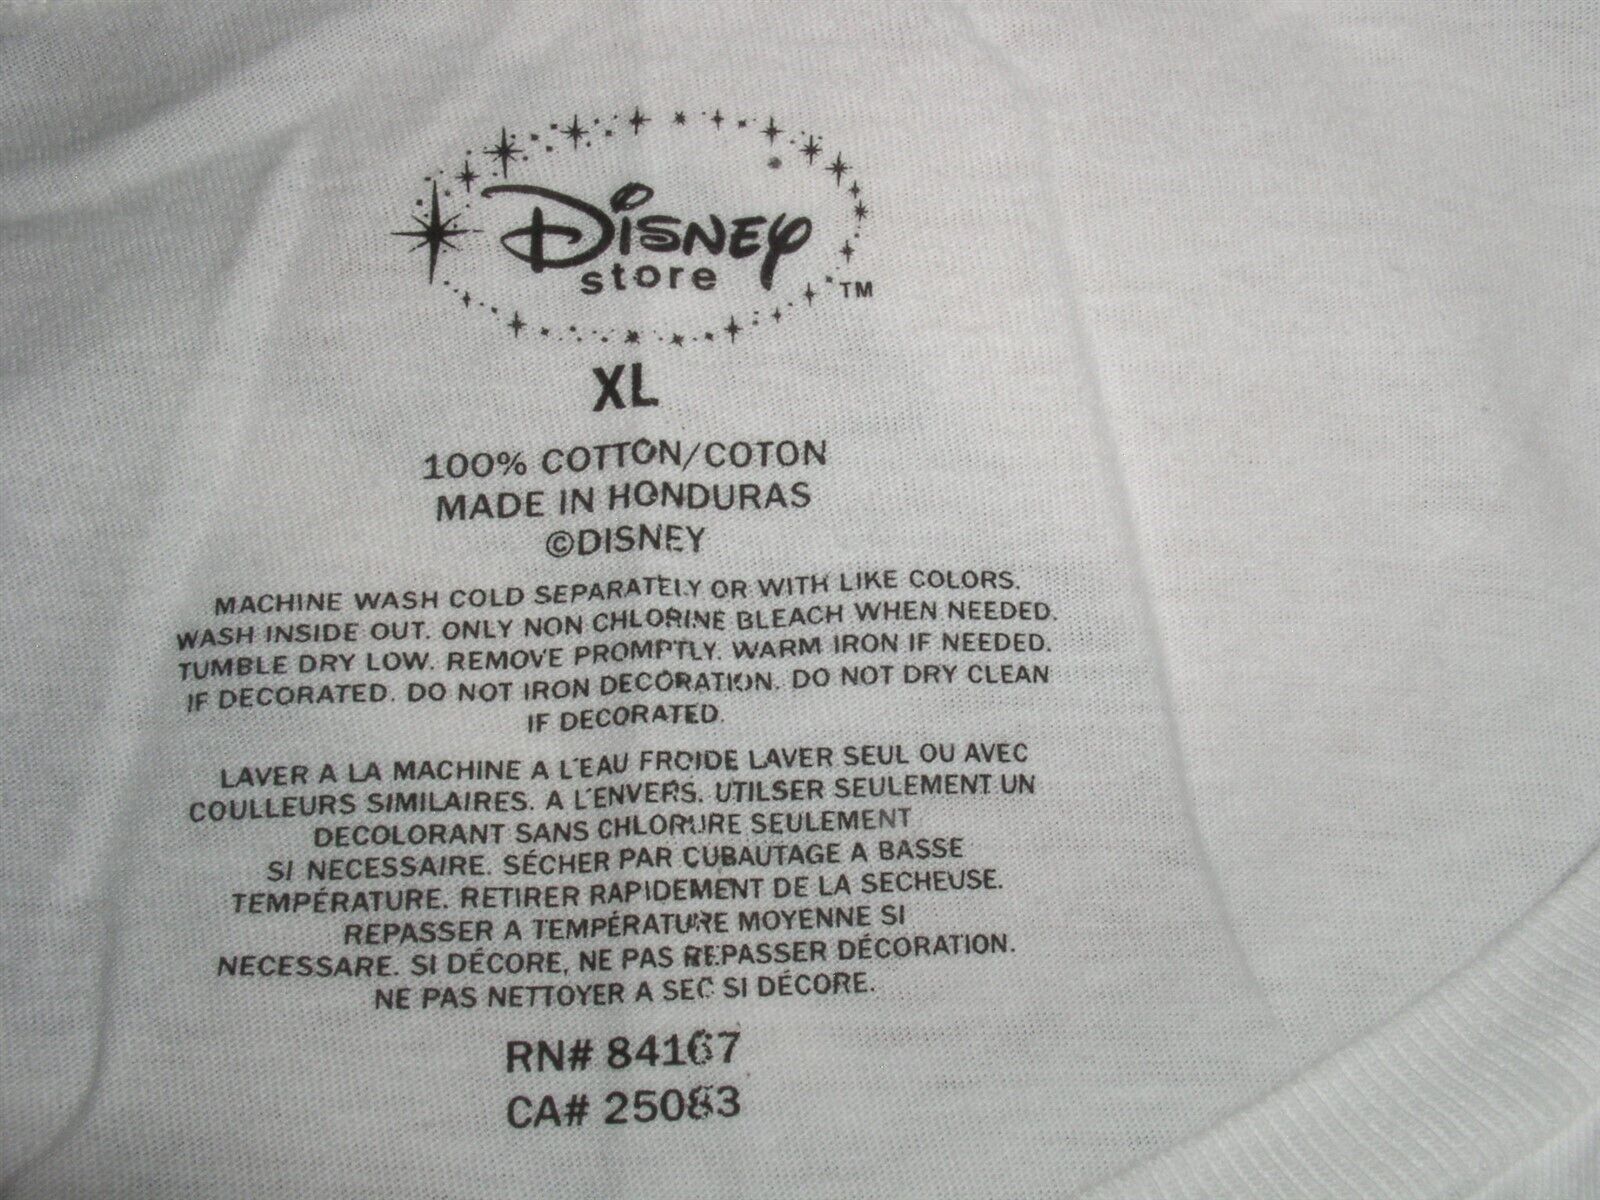 DISNEY
store TM
XL
100% COTTON/COTON
MADE IN HONDURAS
©DISNEY
MACHINE WASH COLD SEPARATELY OR WITH LIKE COLORS.
WASH INSIDE OUT. ONLY NON CHLORINE BLEACH WHEN NEEDED.
TUMBLE DRY LOW. REMOVE PROMPTLY. WARM IRON IF NEEDED.
IF DECORATED. DO NOT IRON DECORATION. DO NOT DRY CLEAN
IF DECORATED.
LAVER A LA MACHINE A L'EAU FROIDE LAVER SEUL OU AVEC
COULLEURS SIMILAIRES. A L'ENVERS. UTILSER SEULEMENT UN
DECOLORANT SANS CHLORURE SEULEMENT
SI NECESSAIRE. SÉCHER PAR CUBAUTAGE A BASSE
TEMPÉRATURE. RETIRER RAPIDEMENT DE LA SECHEUSE.
REPASSER A TEMPÉRATURE MOYENNE SI
NECESSARE. SI DÉCORE, NE PAS REPASSER DÉCORATION.
NE PAS NETTOYER A SEC SI DÉCORE.
RN# 84167
CA# 25083